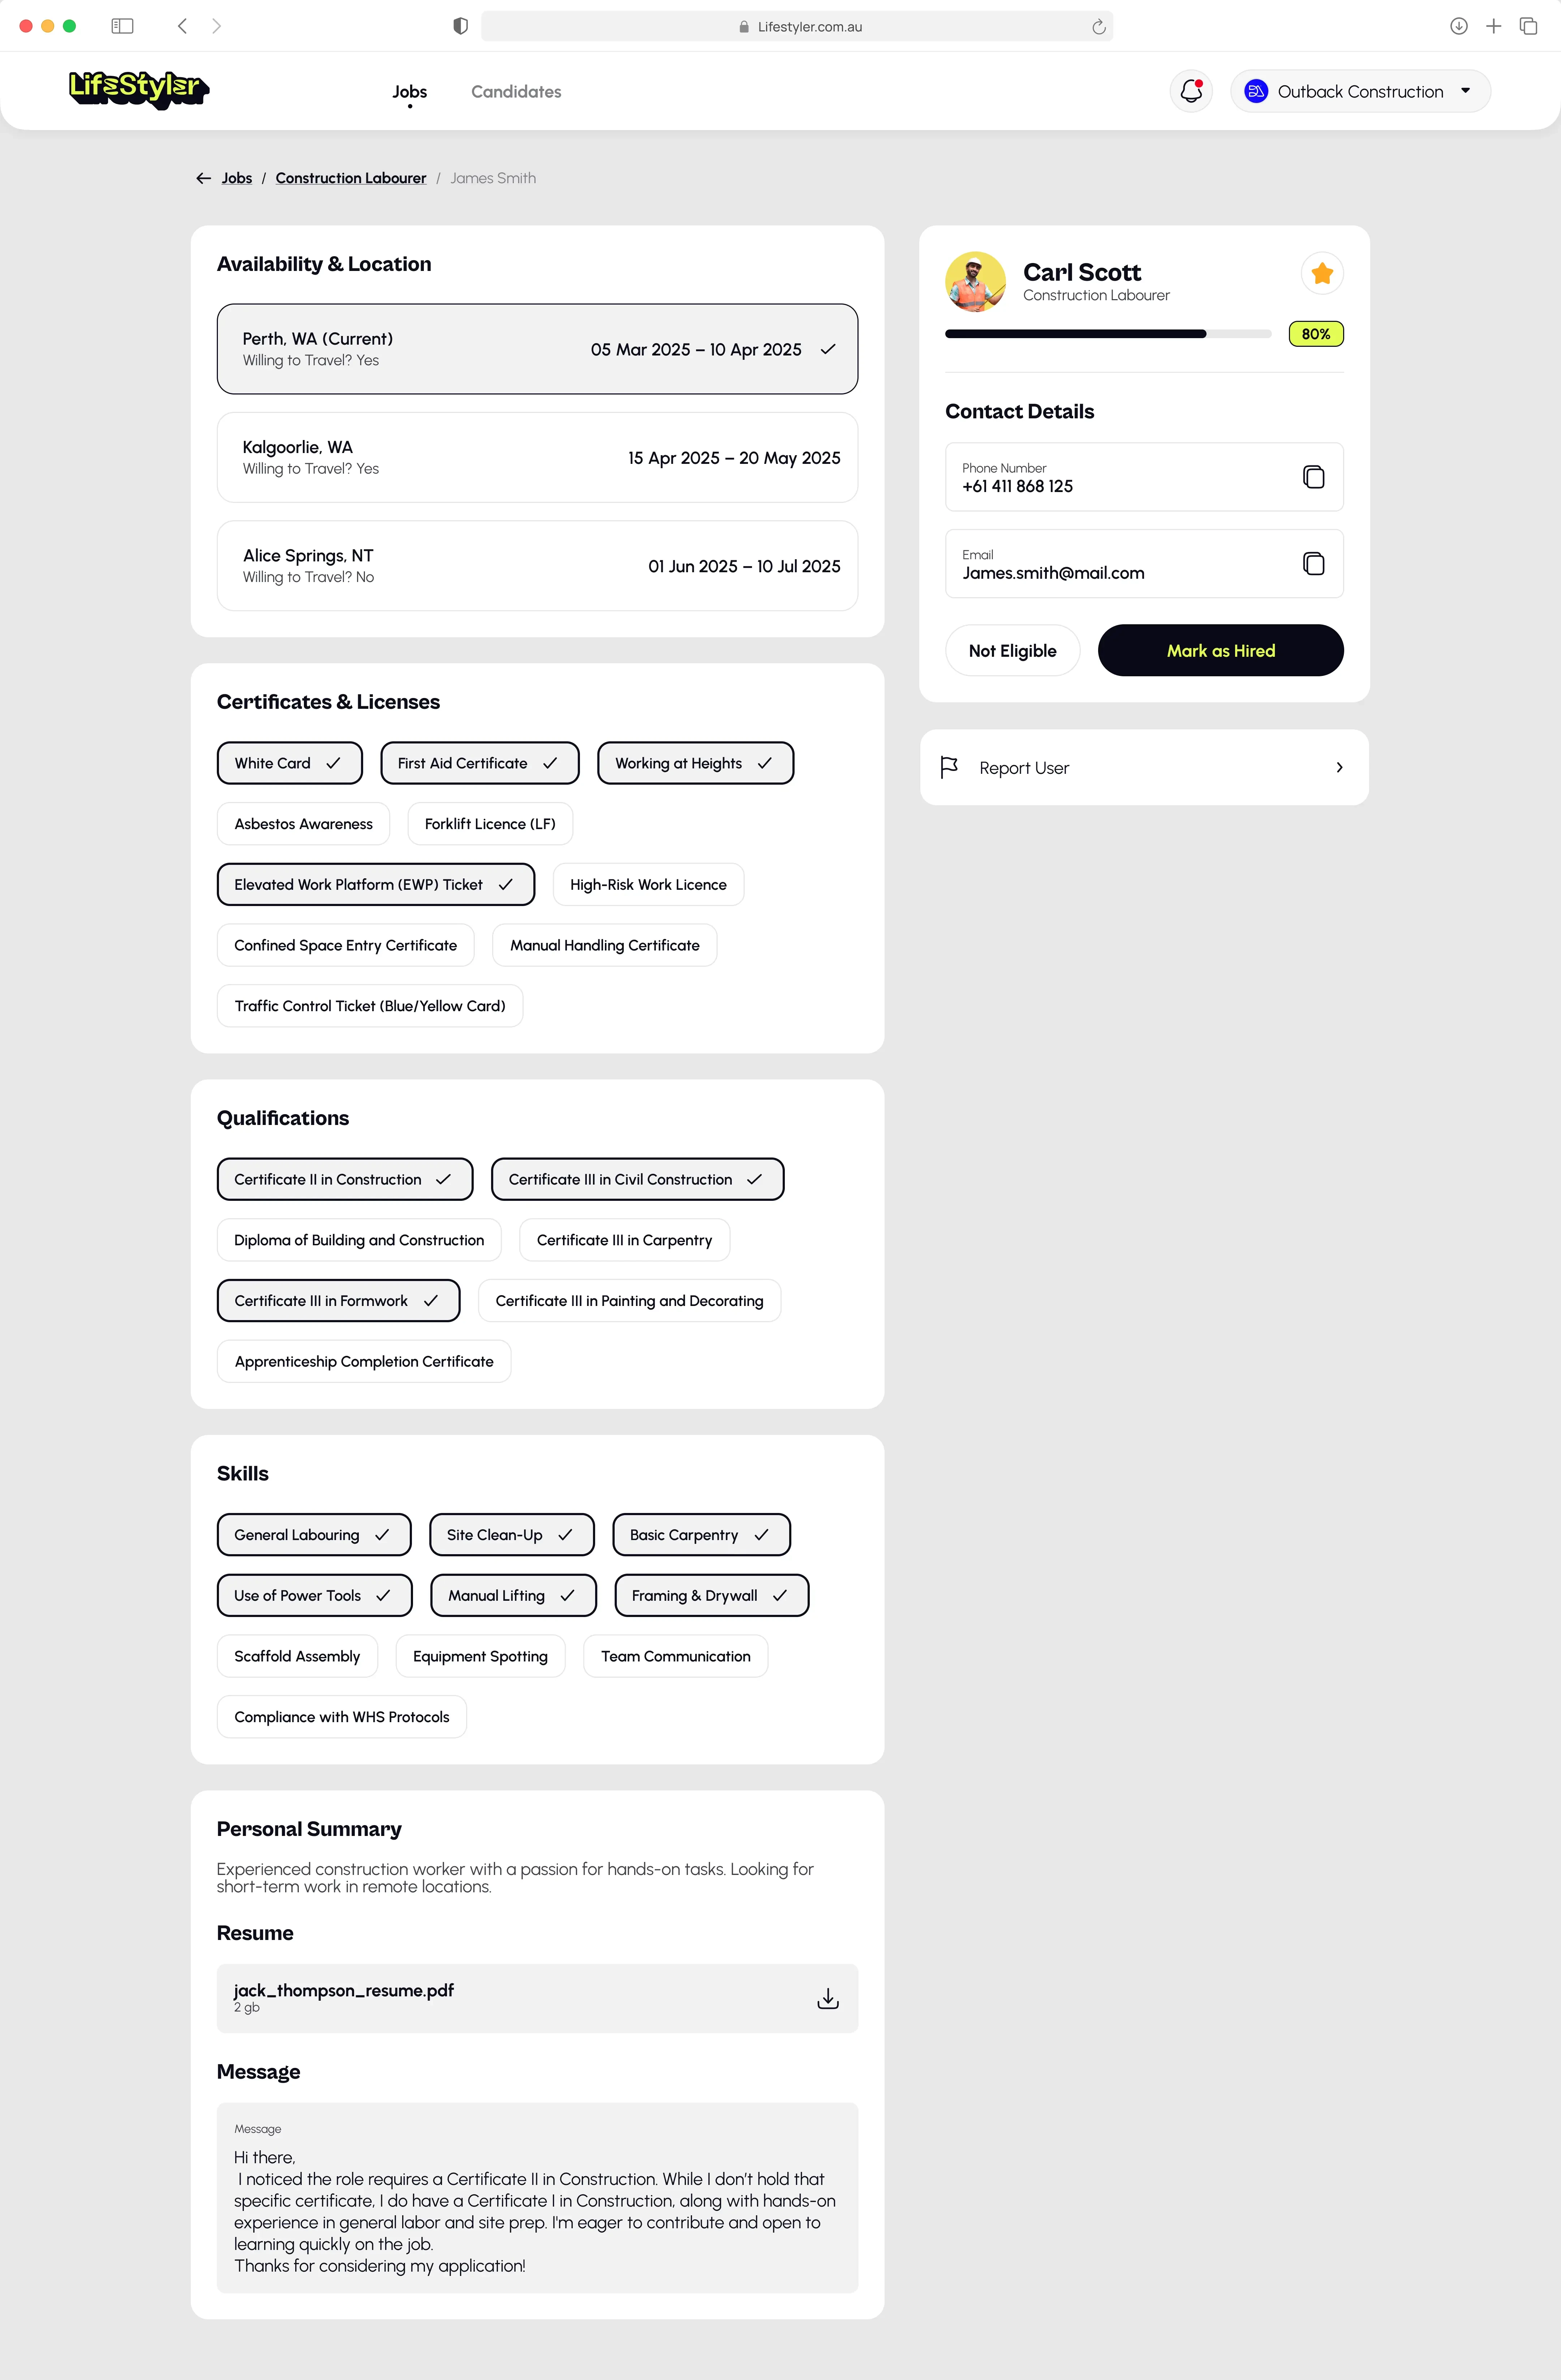 Lifestyler.com.au
LifeStyler
Jobs
Candidates
Outback Construction
Jobs / Construction Labourer / James Smith
Availability & Location
Perth, WA (Current)
Willing to Travel? Yes
05 Mar 2025 – 10 Apr 2025
Kalgoorlie, WA
Willing to Travel? Yes
15 Apr 2025 – 20 May 2025
Alice Springs, NT
Willing to Travel? No
01 Jun 2025 – 10 Jul 2025
Carl Scott
Construction Labourer
80%
Contact Details
Phone Number
+61 411 868 125
Email
James.smith@mail.com
Not Eligible
Mark as Hired
Report User
Certificates & Licenses
White Card
First Aid Certificate
Working at Heights
Asbestos Awareness
Forklift Licence (LF)
Elevated Work Platform (EWP) Ticket
High-Risk Work Licence
Confined Space Entry Certificate
Manual Handling Certificate
Traffic Control Ticket (Blue/Yellow Card)
Qualifications
Certificate II in Construction
Certificate III in Civil Construction
Diploma of Building and Construction
Certificate III in Carpentry
Certificate III in Formwork
Certificate III in Painting and Decorating
Apprenticeship Completion Certificate
Skills
General Labouring
Site Clean-Up
Basic Carpentry
Use of Power Tools
Manual Lifting
Framing & Drywall
Scaffold Assembly
Equipment Spotting
Team Communication
Compliance with WHS Protocols
Personal Summary
Experienced construction worker with a passion for hands-on tasks. Looking for
short-term work in remote locations.
Resume
jack_thompson_resume.pdf
2 gb
Message
Message
Hi there,
I noticed the role requires a Certificate II in Construction. While I don’t hold that
specific certificate, I do have a Certificate I in Construction, along with hands-on
experience in general labor and site prep. I'm eager to contribute and open to
learning quickly on the job.
Thanks for considering my application!